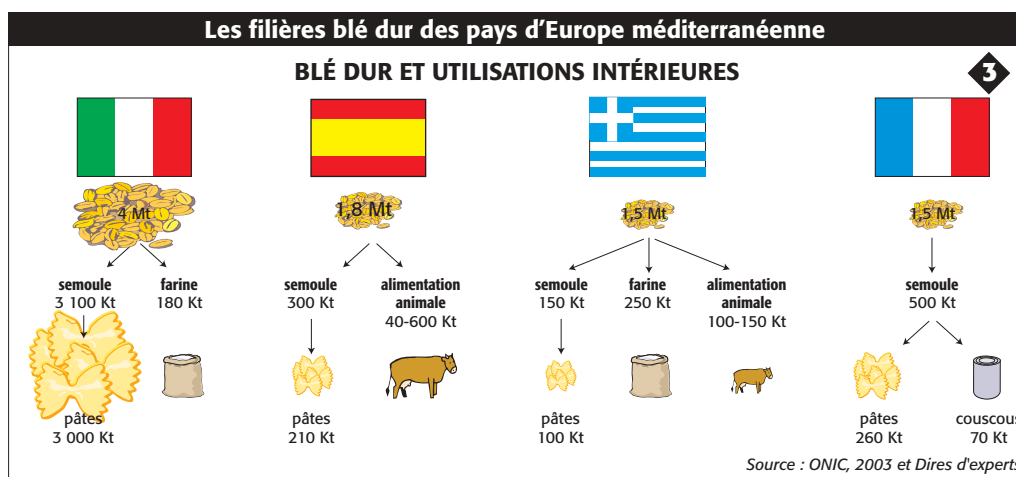 Les filières blé dur des pays d'Europe méditerranéenne
BLÉ DUR ET UTILISATIONS INTÉRIEURES
3
4 Mt
1,8 Mt
1,5 Mt
1,5 Mt
semoule
3 100 Kt
farine
180 Kt
semoule
300 Kt
alimentation
animale
40-600 Kt
semoule
150 Kt
farine
250 Kt
alimentation
animale
100-150 Kt
semoule
500 Kt
pâtes
3 000 Kt
pâtes
210 Kt
pâtes
100 Kt
pâtes
260 Kt
couscous
70 Kt
Source : ONIC, 2003 et Dires d'experts